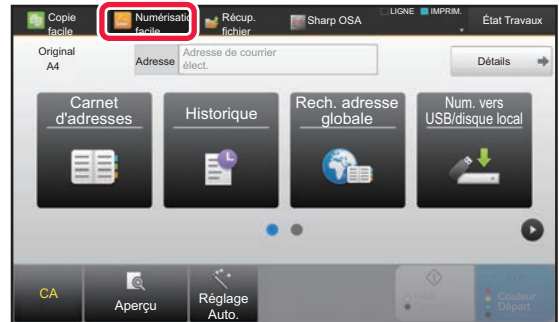 Copie
facile
Numérisatio
facile
Récup.
fichier
Sharp OSA
LIGNE
IMPRIM.
État Travaux
Original
A4
Adresse
Adresse de courrier
élect.
Détails
Carnet
d'adresses
Historique
Rech. adresse
globale
Num. vers
USB/disque local
CA
Aperçu
Réglage
Auto.
N&B
Départ
Couleur
Départ